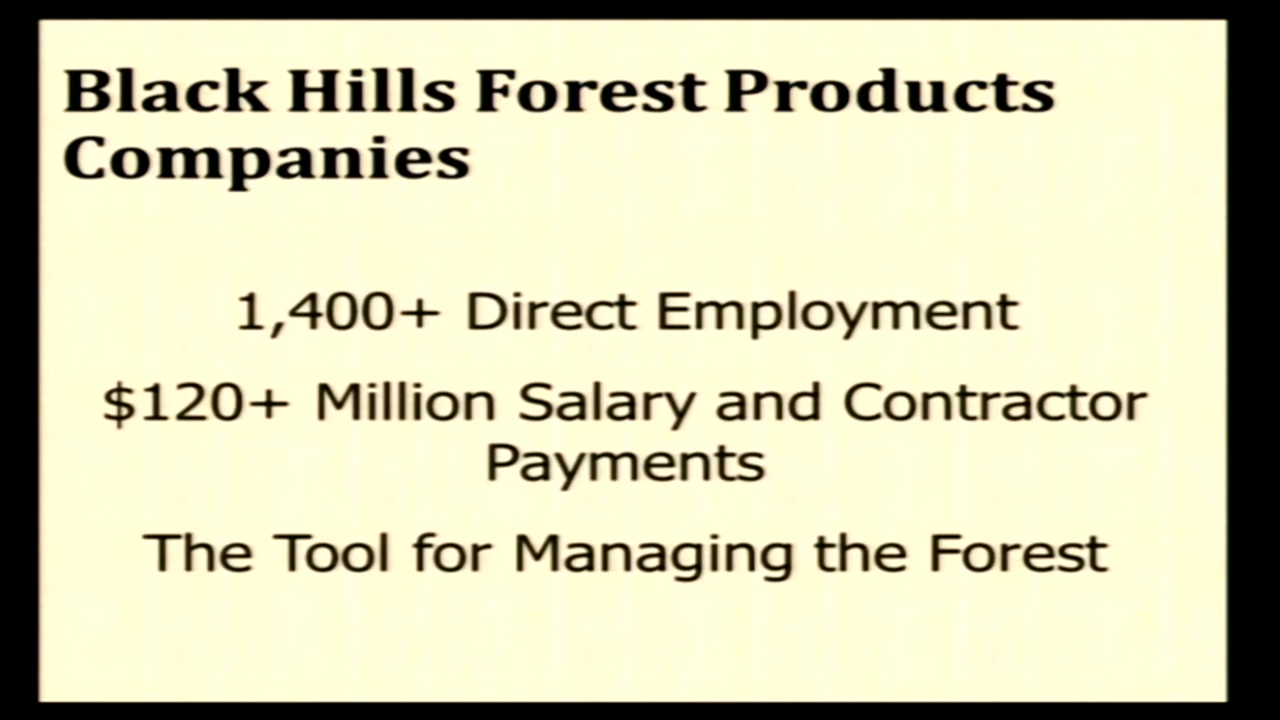 Black Hills Forest Products
Companies
1,400+ Direct Employment
$120+ Million Salary and Contractor
Payments
The Tool for Managing the Forest